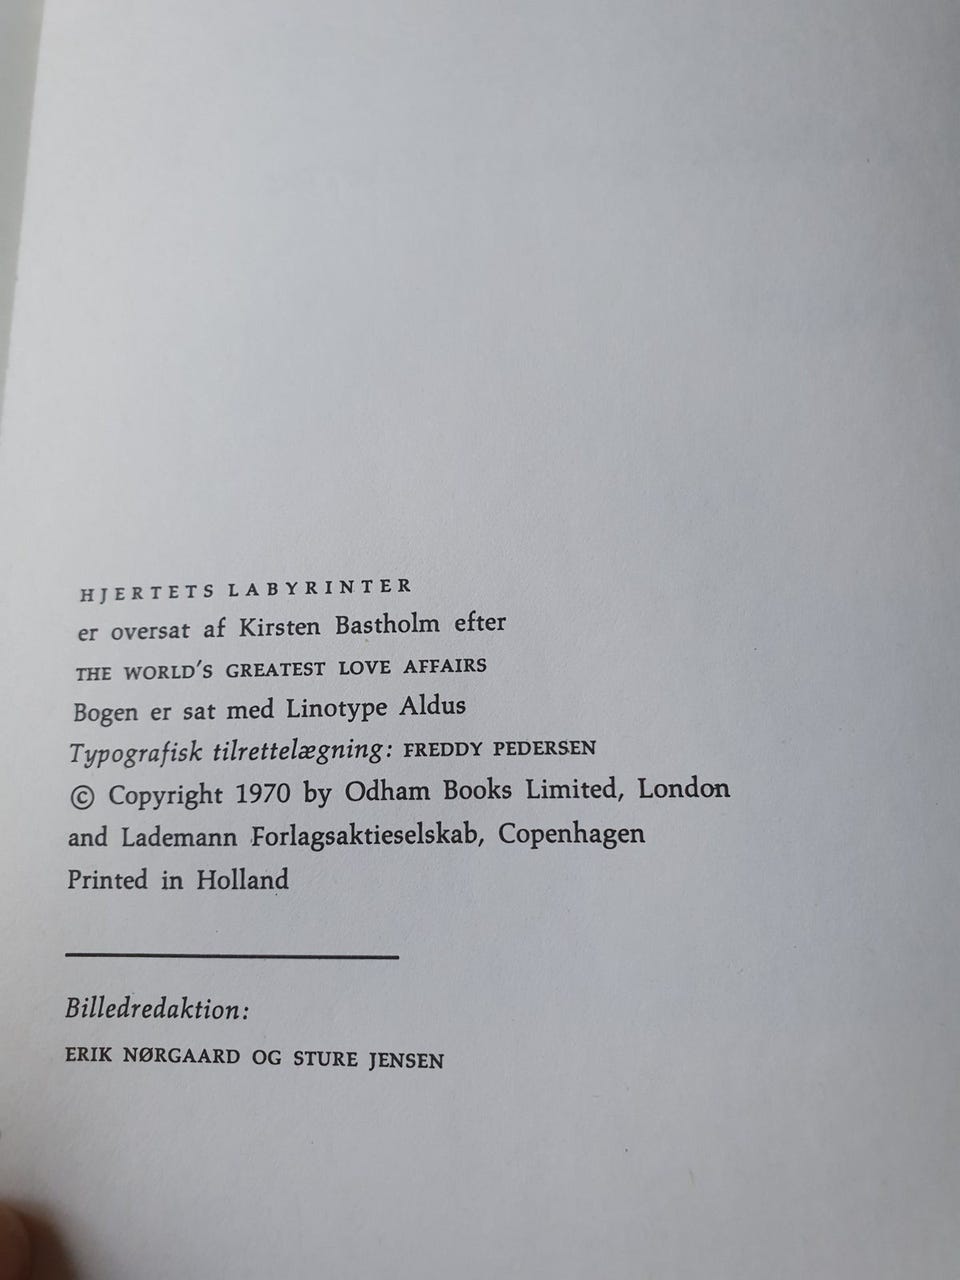 HJERTETS LABYRINTER
er oversat af Kirsten Bastholm efter
THE WORLD'S GREATEST LOVE AFFAIRS
Bogen er sat med Linotype Aldus
Typografisk tilrettelægning: FREDDY PEDERSEN
© Copyright 1970 by Odham Books Limited, London
and Lademann Forlagsaktieselskab, Copenhagen
Printed in Holland
Billedredaktion:
ERIK NØRGAARD OG STURE JENSEN